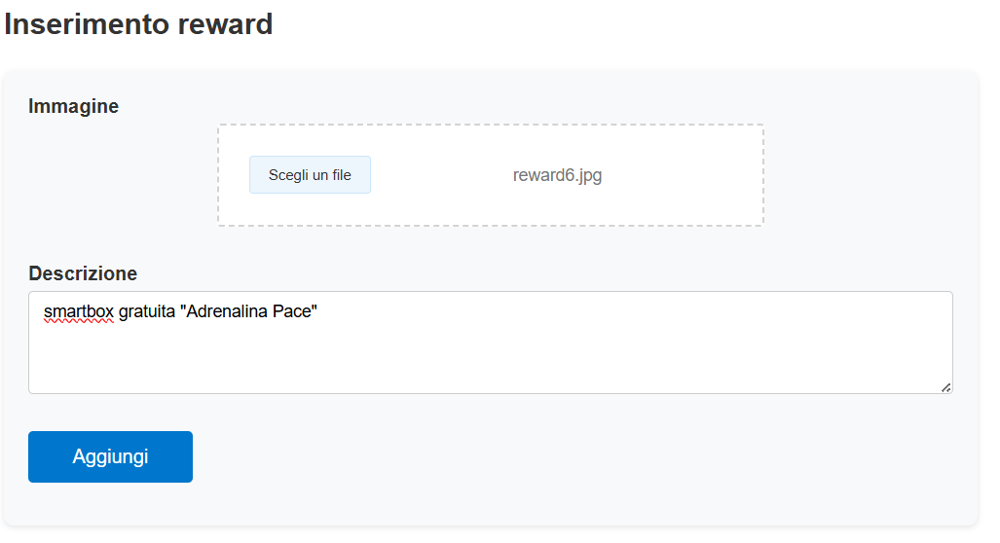 Inserimento reward
Immagine
Scegli un file
reward6.jpg
Descrizione
smartbox gratuita "Adrenalina Pace"
Aggiungi